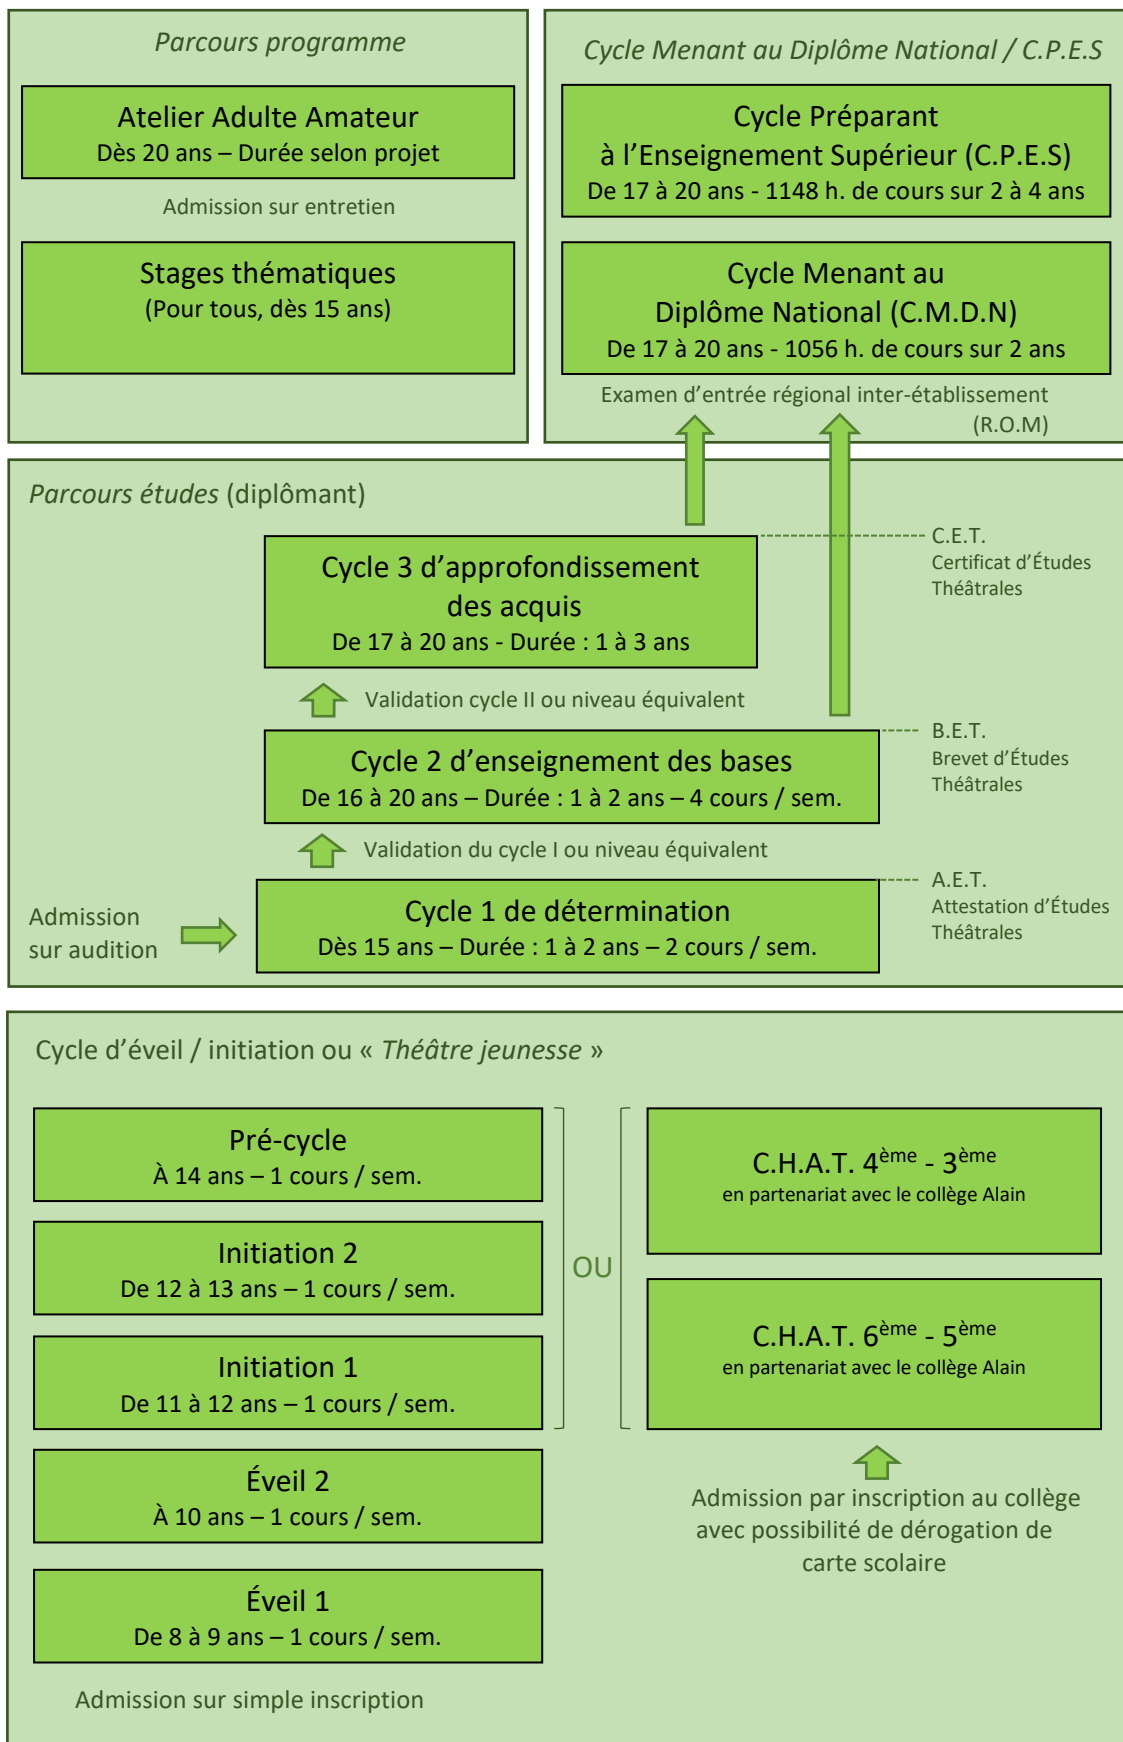 Parcours programme
Atelier Adulte Amateur
Dès 20 ans – Durée selon projet
Admission sur entretien
Stages thématiques
(Pour tous, dès 15 ans)
Cycle Menant au Diplôme National / C.P.E.S
Cycle Préparant
à l’Enseignement Supérieur (C.P.E.S)
De 17 à 20 ans - 1148 h. de cours sur 2 à 4 ans
Cycle Menant au
Diplôme National (C.M.D.N)
De 17 à 20 ans - 1056 h. de cours sur 2 ans
Examen d’entrée régional inter-établissement
(R.O.M)
Parcours études (diplômant)
Cycle 3 d’approfondissement
des acquis
De 17 à 20 ans - Durée : 1 à 3 ans
C.E.T.
Certificat d’Études
Théâtrales
Validation cycle II ou niveau équivalent
Cycle 2 d’enseignement des bases
De 16 à 20 ans – Durée : 1 à 2 ans – 4 cours / sem.
B.E.T.
Brevet d’Études
Théâtrales
Validation du cycle I ou niveau équivalent
Admission
sur audition
Cycle 1 de détermination
Dès 15 ans – Durée : 1 à 2 ans – 2 cours / sem.
A.E.T.
Attestation d’Études
Théâtrales
Cycle d’éveil / initiation ou « Théâtre jeunesse »
Pré-cycle
À 14 ans – 1 cours / sem.
Initiation 2
De 12 à 13 ans – 1 cours / sem.
Initiation 1
De 11 à 12 ans – 1 cours / sem.
Éveil 2
À 10 ans – 1 cours / sem.
Éveil 1
De 8 à 9 ans – 1 cours / sem.
Admission sur simple inscription
OU
C.H.A.T. 4ème - 3ème
en partenariat avec le collège Alain
C.H.A.T. 6ème - 5ème
en partenariat avec le collège Alain
Admission par inscription au collège
avec possibilité de dérogation de
carte scolaire